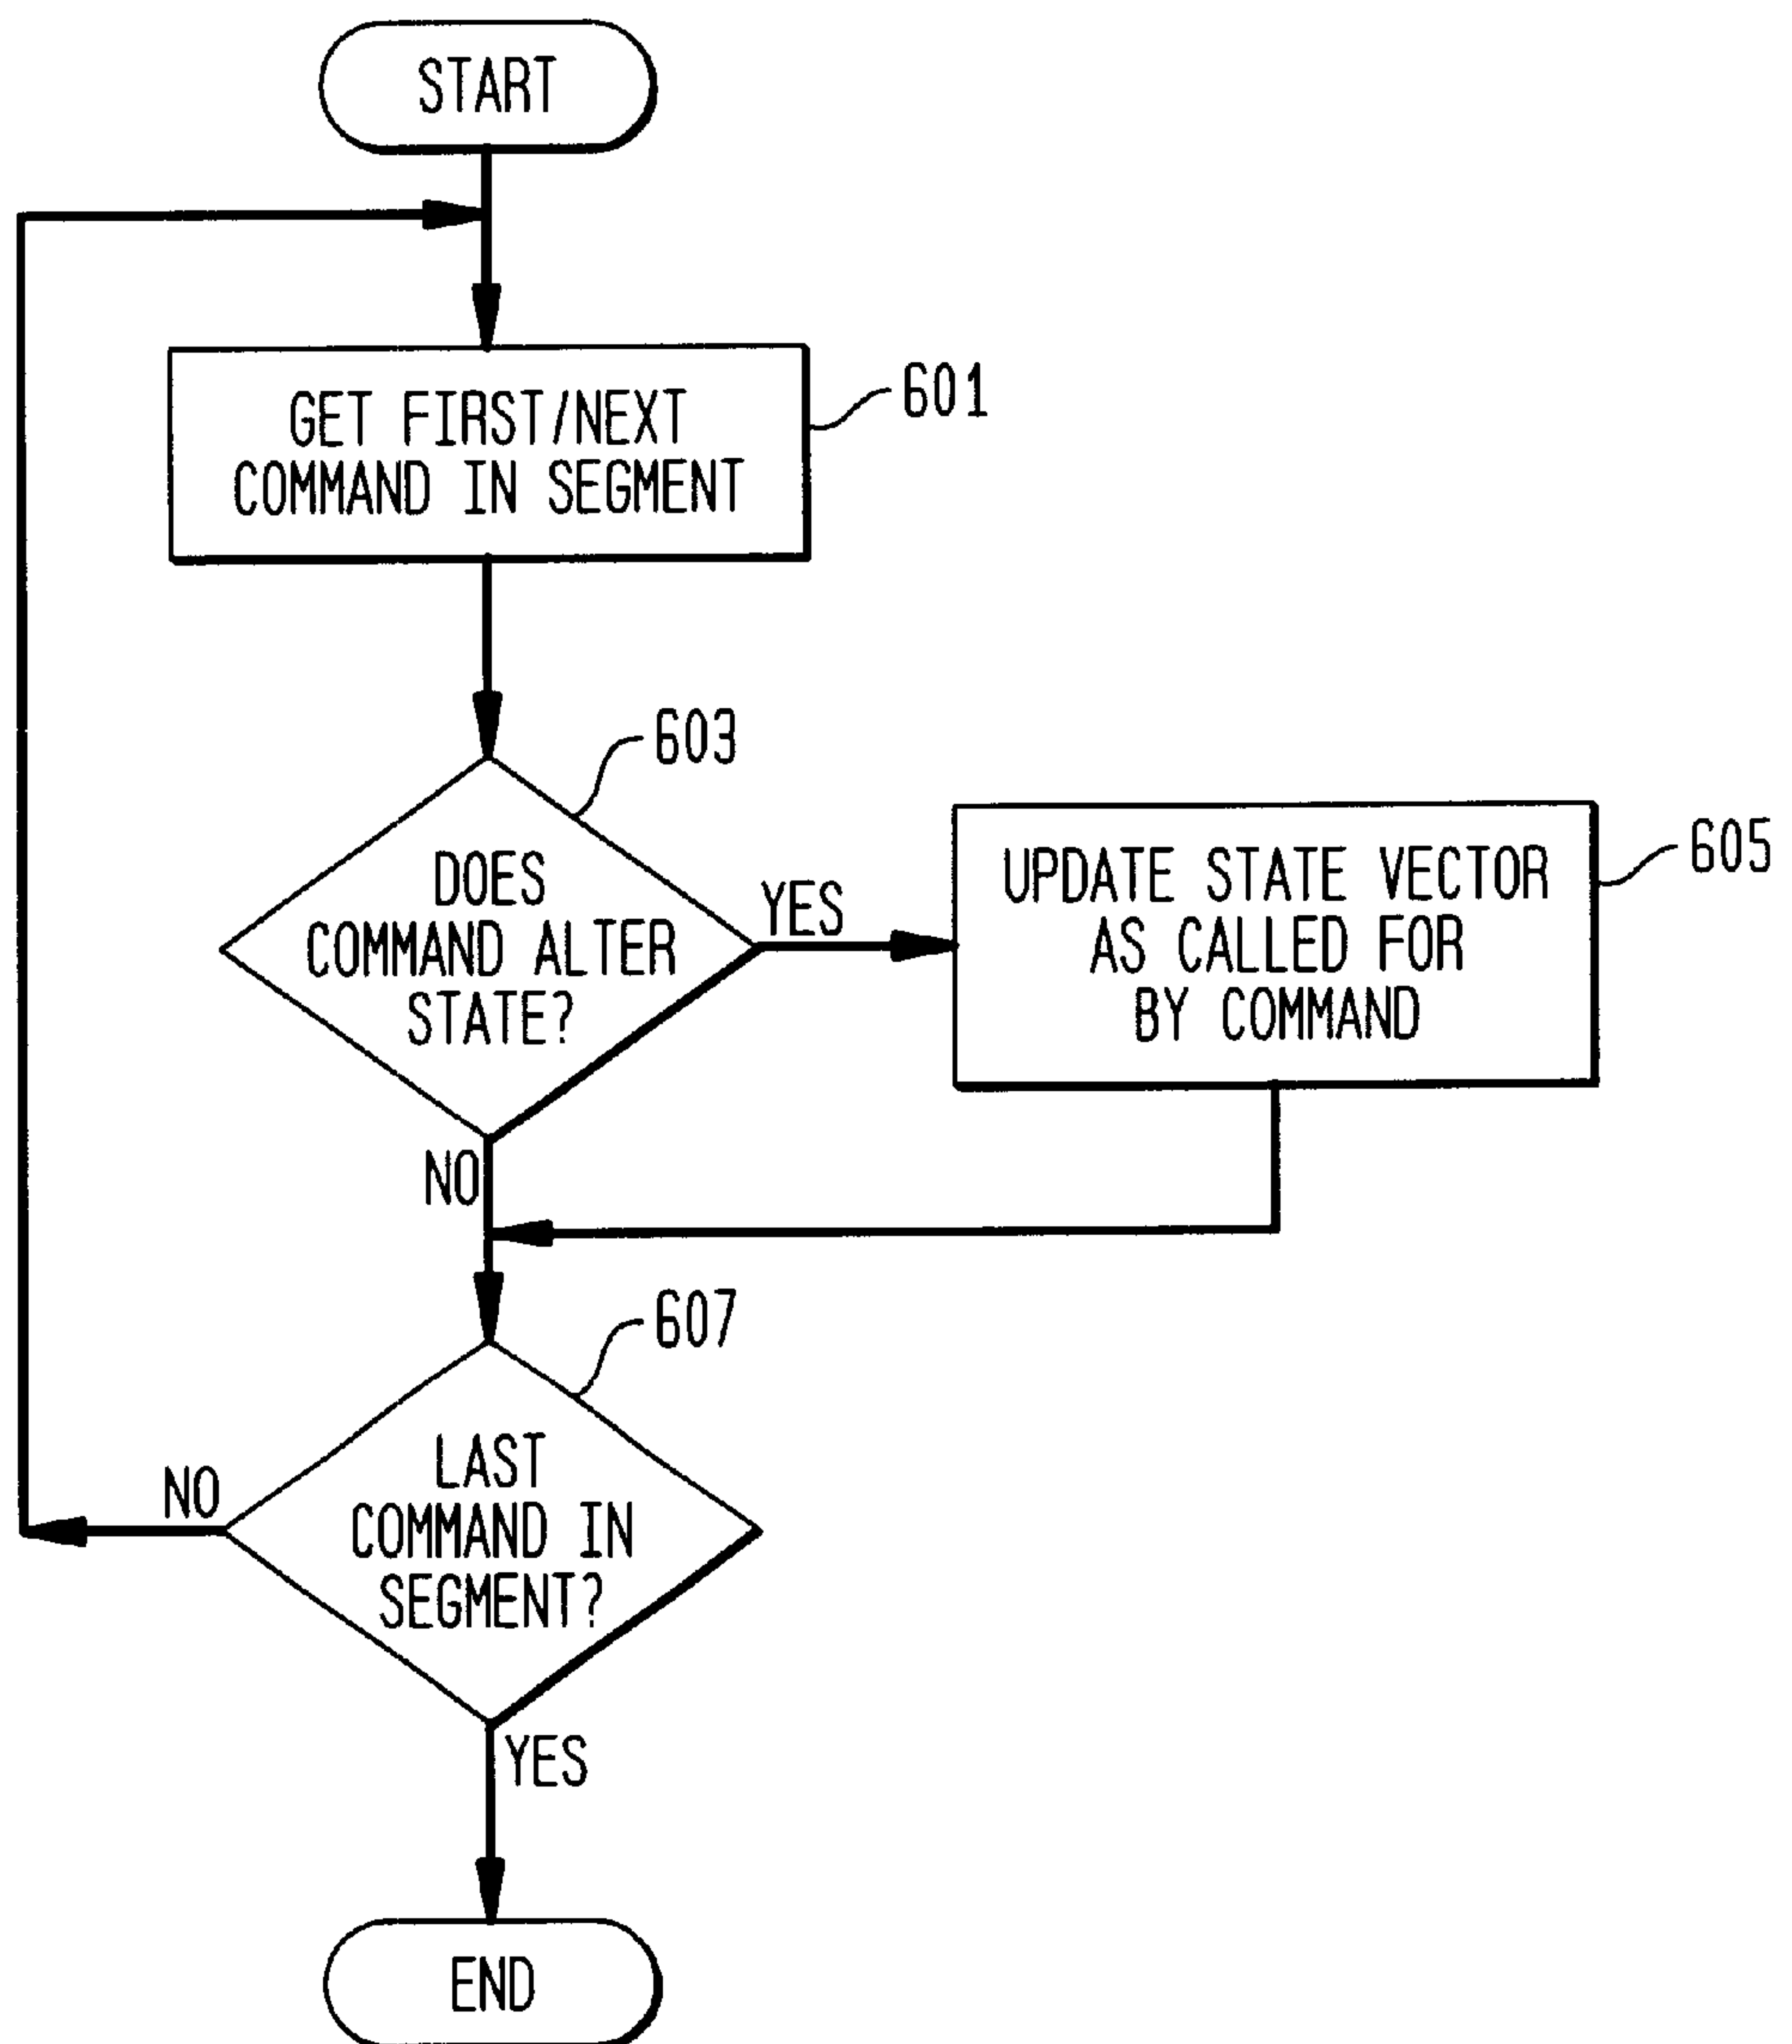 START
GET FIRST/NEXT
COMMAND IN SEGMENT
601
603
DOES
COMMAND ALTER
STATE?
YES
UPDATE STATE VECTOR
AS CALLED FOR
BY COMMAND
605
NO
607
LAST
COMMAND IN
SEGMENT?
NO
YES
END